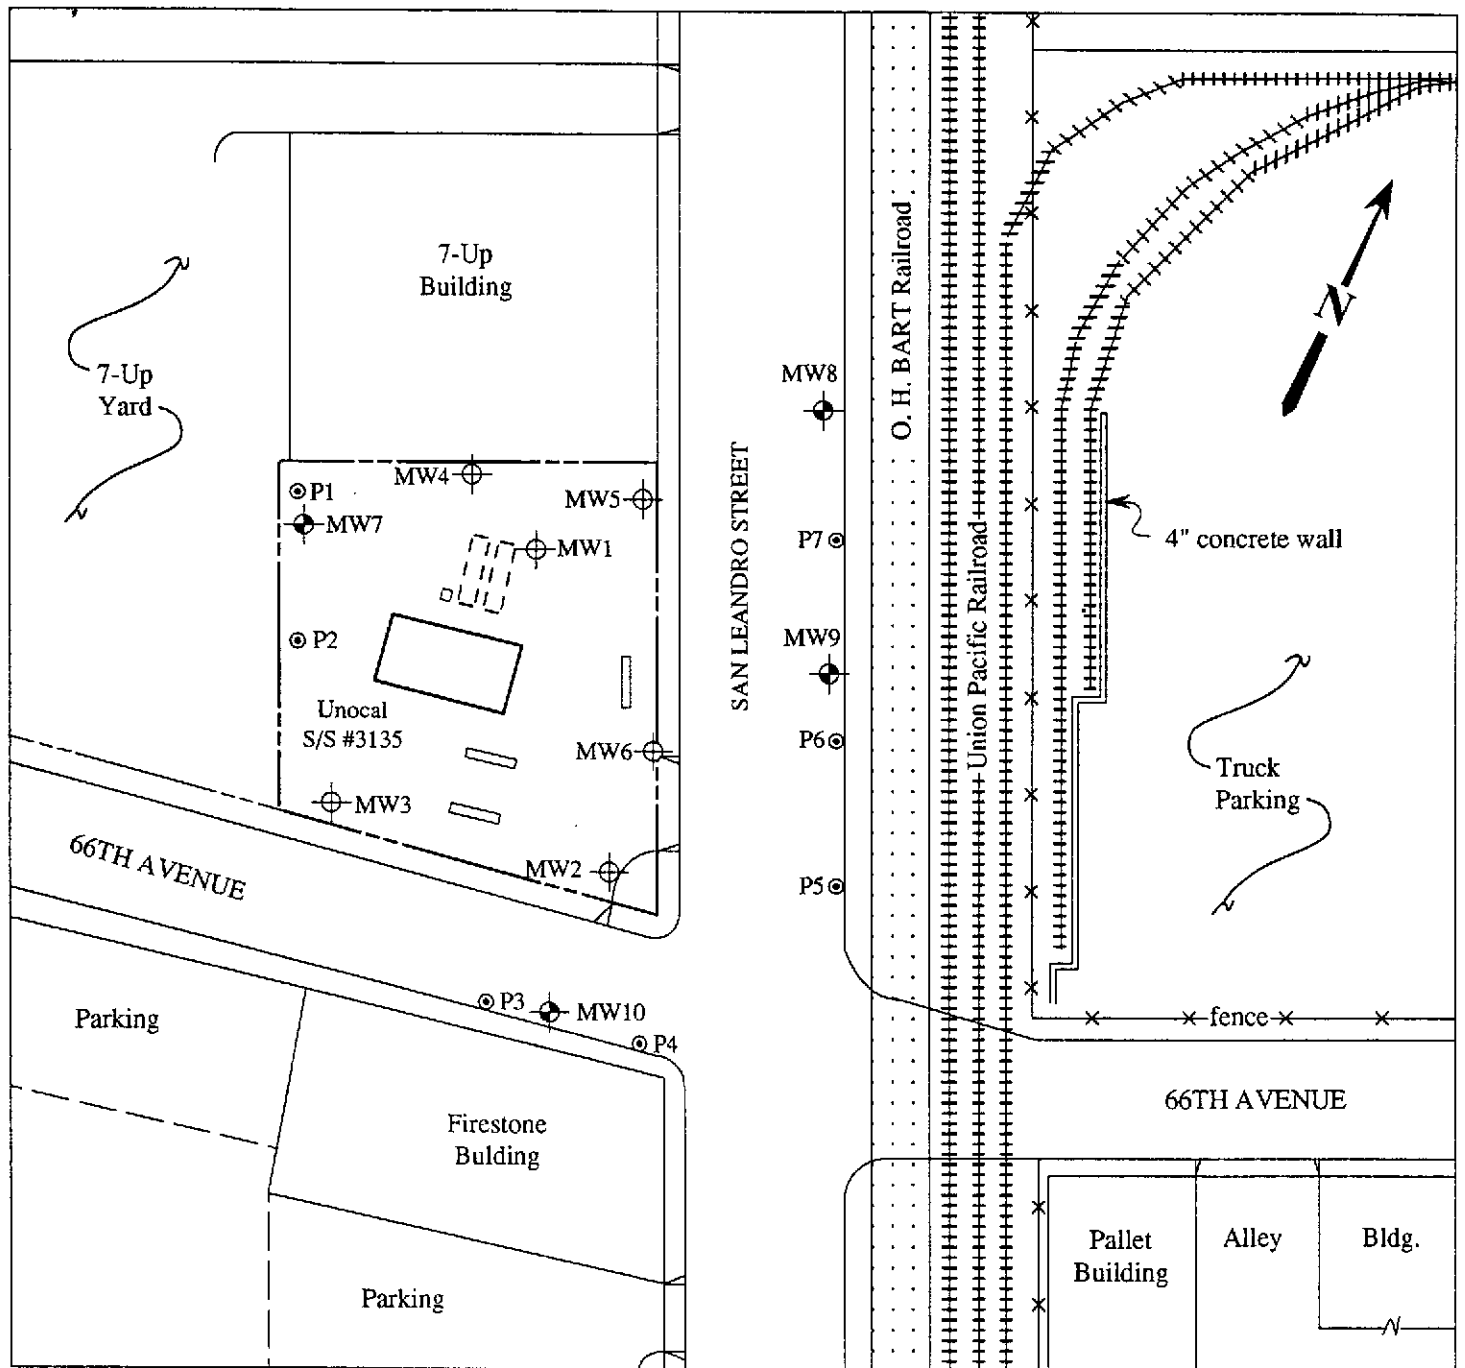 7-Up
Building
7-Up
Yard
MW8
O. H. BART Railroad
N
SAN LEANDRO STREET
MW4
MW5
P1
MW7
MW1
P7
4" concrete wall
P2
MW9
Union Pacific Railroad
Unocal
S/S #3135
MW6
P6
Truck
Parking
MW3
66TH AVENUE
MW2
P5
P3
MW10
P4
Parking
fence
66TH AVENUE
Firestone
Bulding
Pallet
Building
Alley
Bldg.
Parking